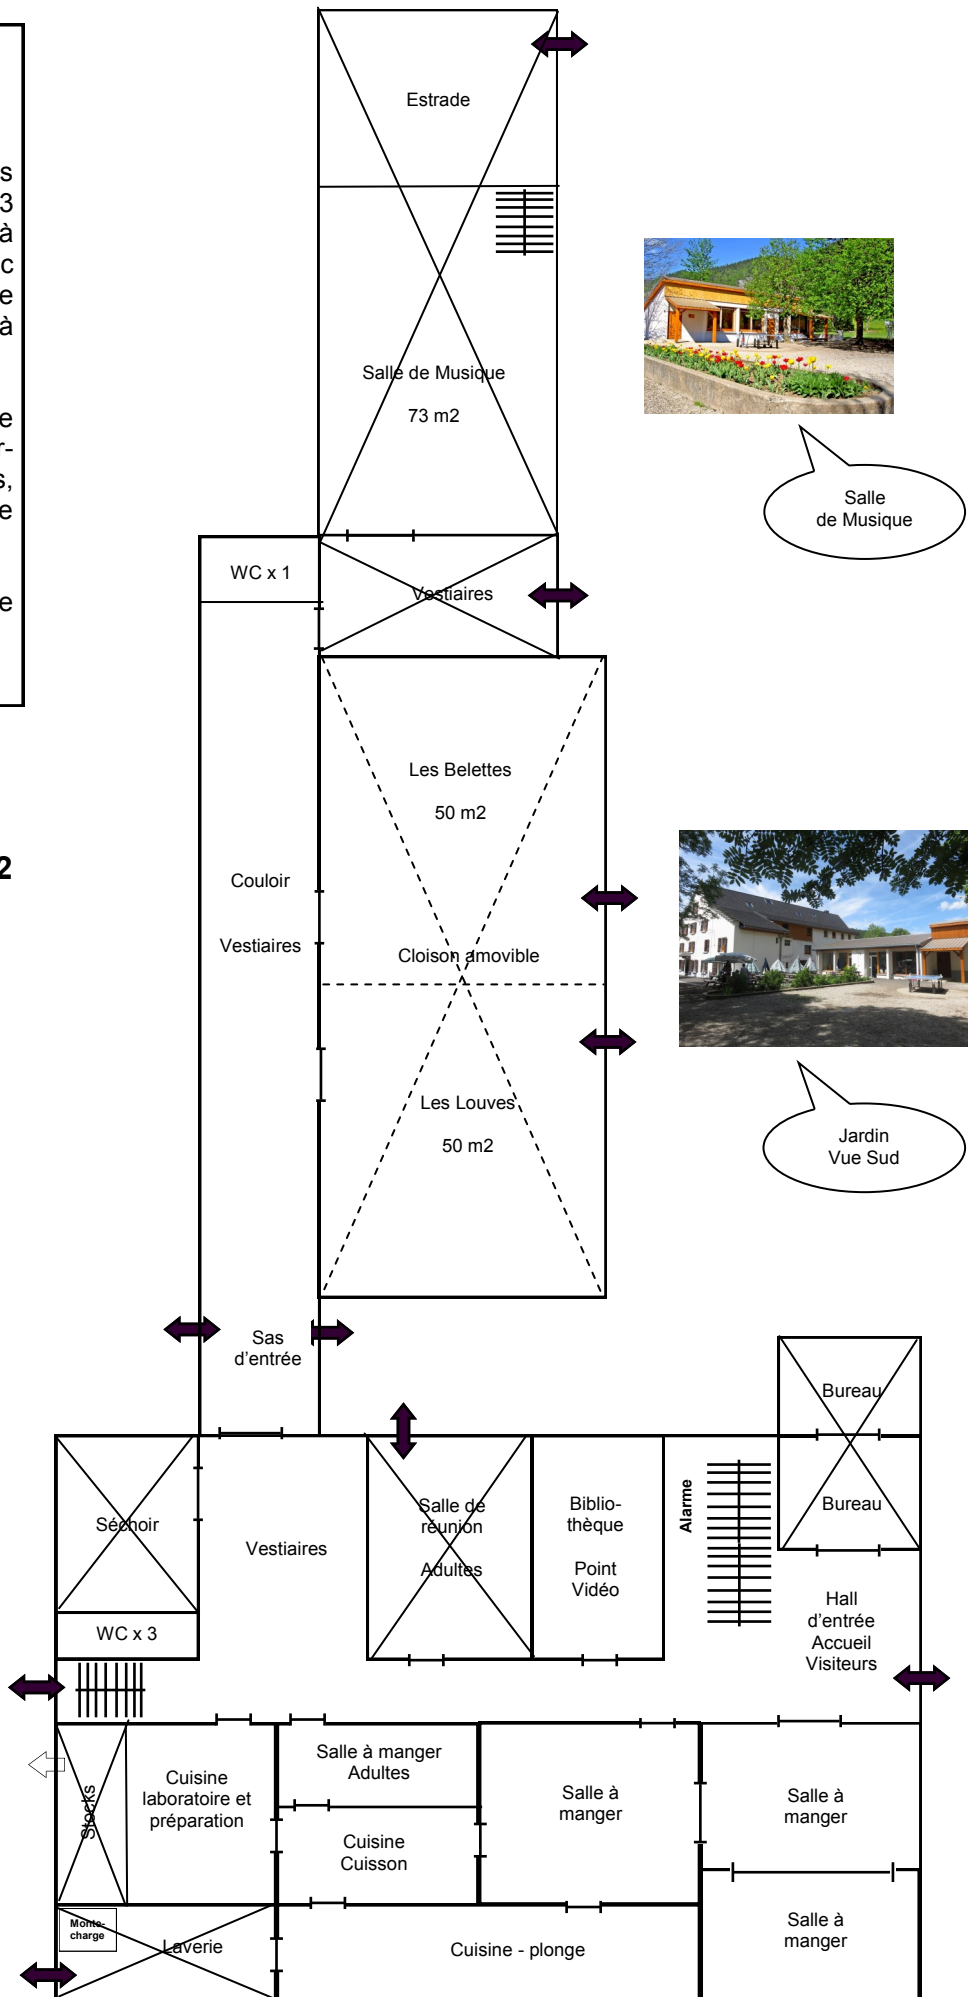 s
3
à
c
e
à
e
r-
s,
e
e
2
Estrade
Salle de Musique
73 m2
Salle
de Musique
WC x 1
Vestiaires
Les Belettes
50 m2
Couloir
Vestiaires
Cloison amovible
Les Louves
50 m2
Jardin
Vue Sud
Sas
d'entrée
Bureau
Bureau
Séchoir
Vestiaires
Salle de
réunion
Adultes
Biblio-
thèque
Point
Vidéo
Alarme
Hall
d'entrée
Accueil
Visiteurs
WC x 3
Stocks
Cuisine
laboratoire et
préparation
Salle à manger
Adultes
Cuisine
Cuisson
Salle à
manger
Salle à
manger
Monte-
charge
Laverie
Cuisine - plonge
Salle à
manger